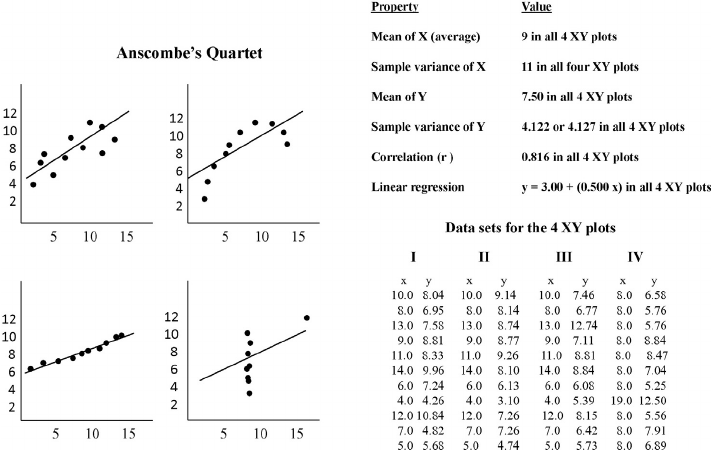 Anscombe's Quartet
12
10
8
6
4
2
5 10 15
12
10
8
6
4
2
5 10 15
12
10
8
6
4
2
5 10 15
12
10
8
6
4
2
5 10 15
Property Value
Mean of X (average) 9 in all 4 XY plots
Sample variance of X 11 in all four XY plots
Mean of Y 7.50 in all 4 XY plots
Sample variance of Y 4.122 or 4.127 in all 4 XY plots
Correlation (r ) 0.816 in all 4 XY plots
Linear regression y = 3.00 + (0.500 x) in all 4 XY plots
Data sets for the 4 XY plots
I II III IV
x y x y x y x y
10.0 8.04 10.0 9.14 10.0 7.46 8.0 6.58
8.0 6.95 8.0 8.14 8.0 6.77 8.0 5.76
13.0 7.58 13.0 8.74 13.0 12.74 8.0 5.76
9.0 8.81 9.0 8.77 9.0 7.11 8.0 8.84
11.0 8.33 11.0 9.26 11.0 8.81 8.0 8.47
14.0 9.96 14.0 8.10 14.0 8.84 8.0 7.04
6.0 7.24 6.0 6.13 6.0 6.08 8.0 5.25
4.0 4.26 4.0 3.10 4.0 5.39 19.0 12.50
12.0 10.84 12.0 7.26 12.0 8.15 8.0 5.56
7.0 4.82 7.0 7.26 7.0 6.42 8.0 7.91
5.0 5.68 5.0 4.74 5.0 5.73 8.0 6.89